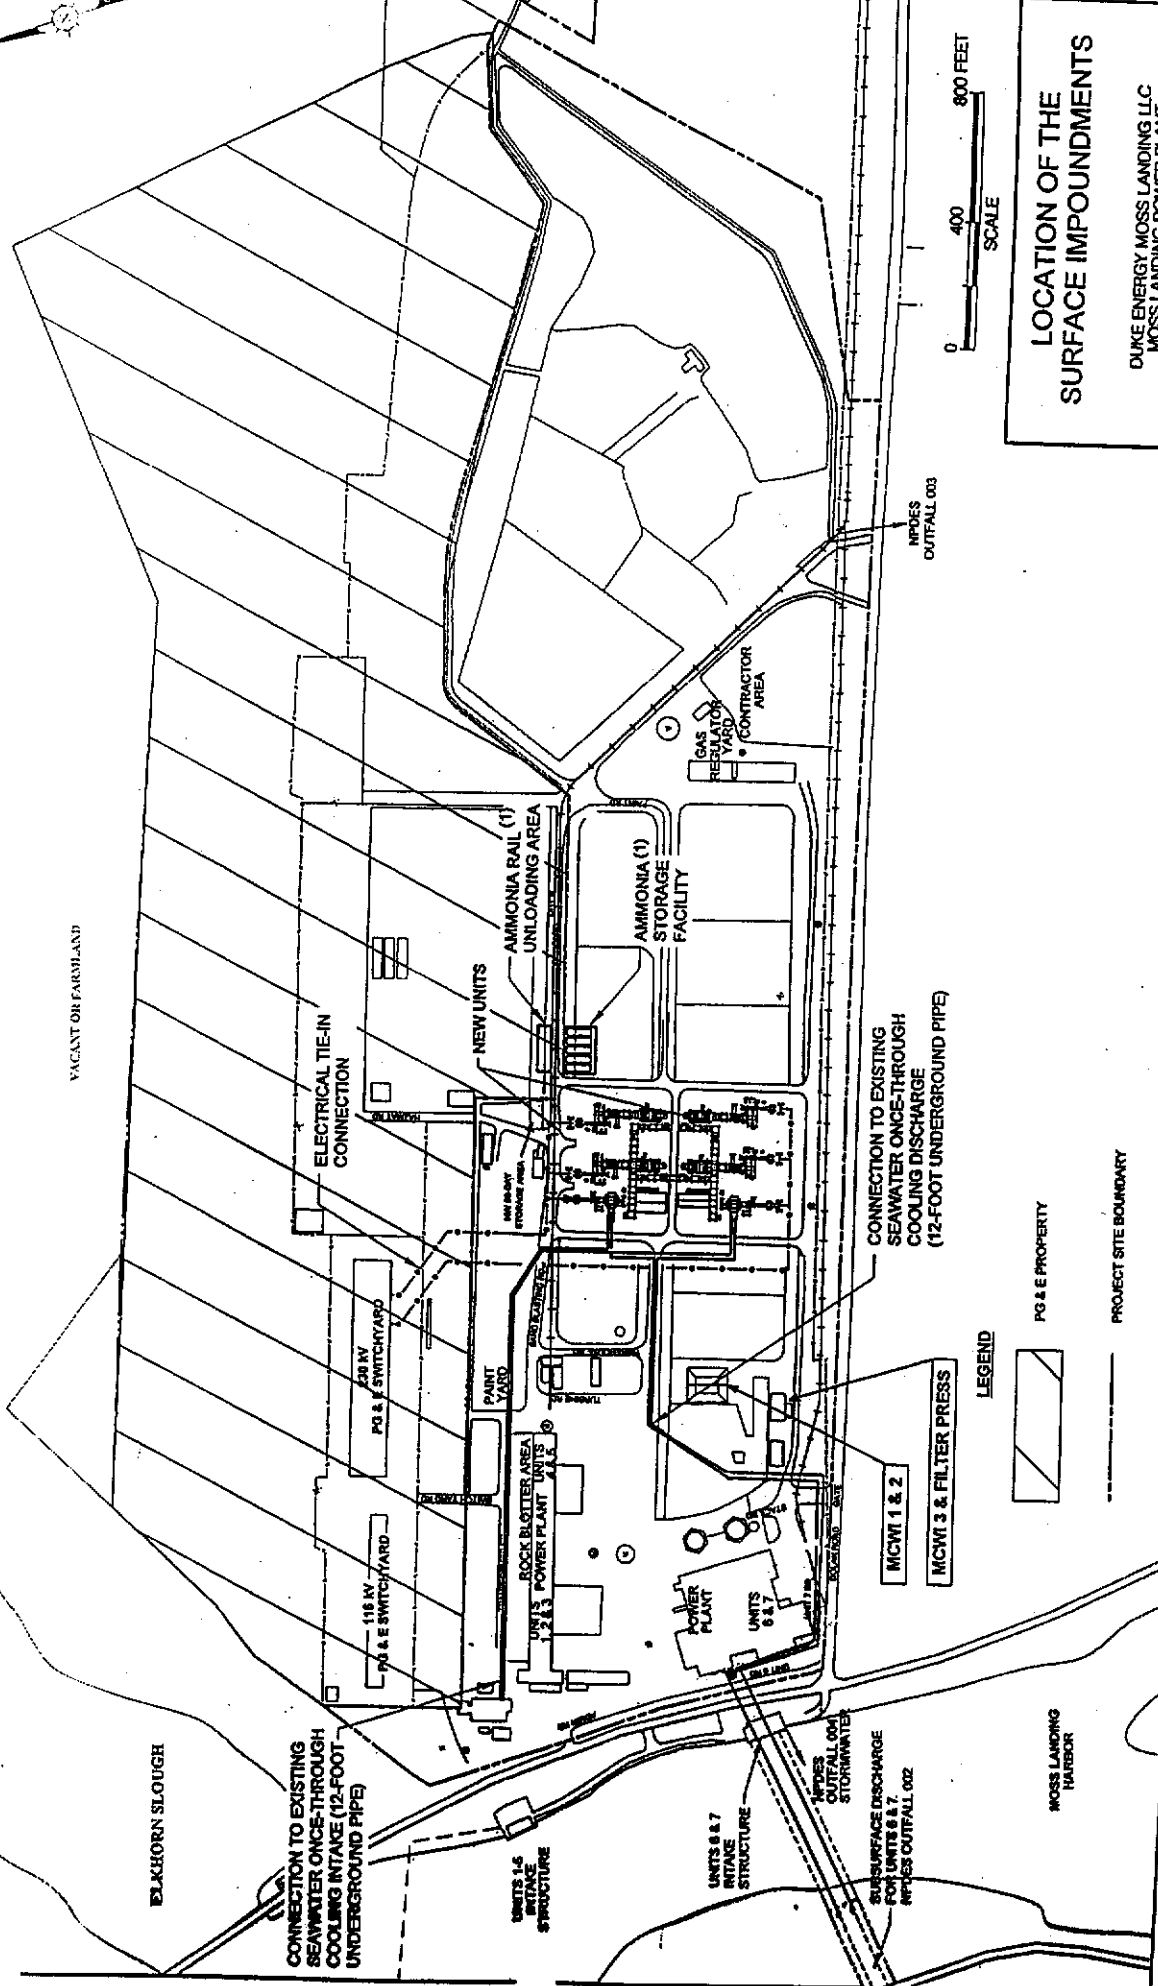 VACANT OR FARMLAND
ELKHORN SLOUGH
CONNECTION TO EXISTING
SEAWATER ONCE-THROUGH
COOLING INTAKE (12-FOOT
UNDERGROUND PIPE)
115 kV
PG & E SWITCHYARD
230 kV
PG & E SWITCHYARD
ELECTRICAL TIE-IN
CONNECTION
NEW UNITS
AMMONIA RAIL (1)
UNLOADING AREA
AMMONIA (1)
STORAGE
FACILITY
PAINT
YARD
ROCK BLOTTER AREA
UNITS
1, 2 & 3
POWER PLANT
UNITS
4 & 5
POWER
PLANT
UNITS
6 & 7
GAS
REGULATOR
YARD
CONTRACTOR
AREA
NPDES
OUTFALL 003
UNITS 1-5
INTAKE
STRUCTURE
UNITS 6 & 7
INTAKE
STRUCTURE
NPDES
OUTFALL 004
STORMWATER
SUBSURFACE DISCHARGE
FOR UNITS 6 & 7.
NPDES OUTFALL 002
MOSS LANDING
HARBOR
CONNECTION TO EXISTING
SEAWATER ONCE-THROUGH
COOLING DISCHARGE
(12-FOOT UNDERGROUND PIPE)
MCWI 1 & 2
MCWI 3 & FILTER PRESS
LEGEND
PG & E PROPERTY
PROJECT SITE BOUNDARY
0 400 800 FEET
SCALE
LOCATION OF THE
SURFACE IMPOUNDMENTS
DUKE ENERGY MOSS LANDING LLC
MOSS LANDING POWER PLANT